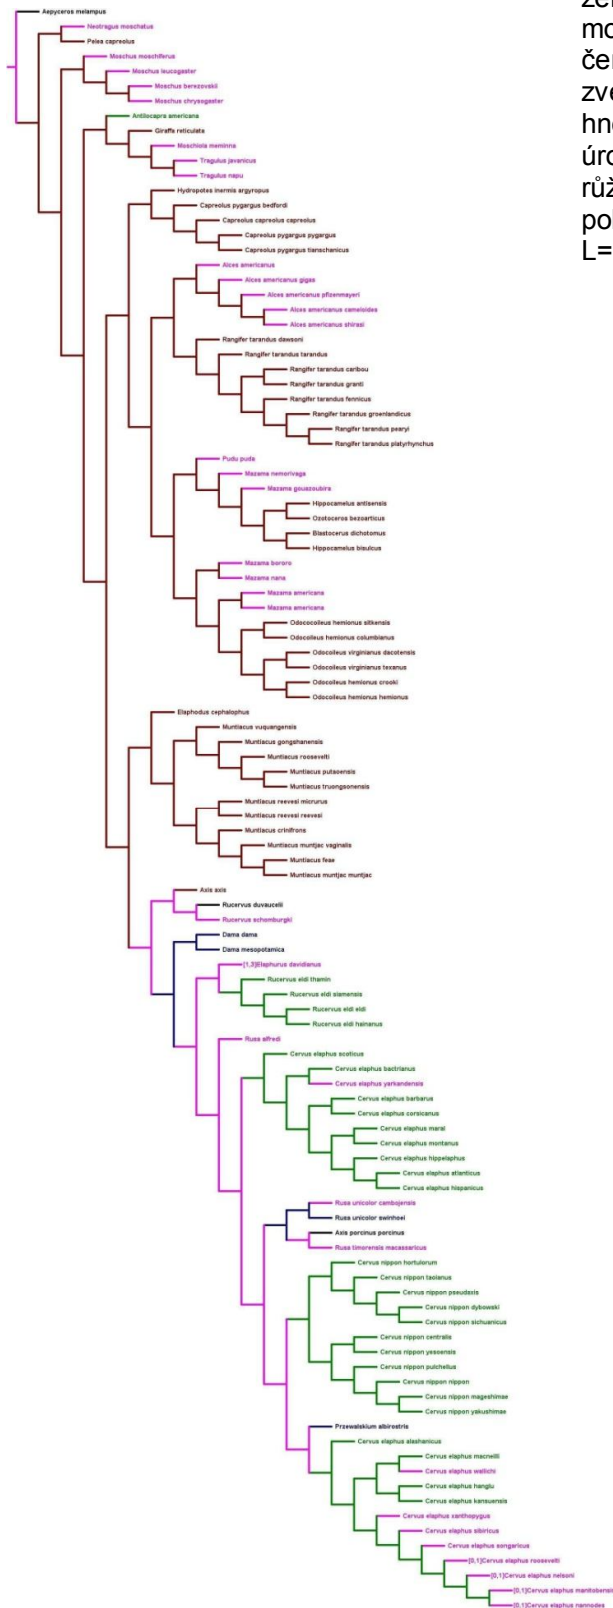 Aepyceros melampus
Neotragus moschatus
Pelea capreolus
Moschus moschiferus
Moschus leucogaster
Moschus berezovskii
Moschus chrysogaster
Antilocapra americana
Giraffa reticulata
Moschiola meminna
Tragulus javanicus
Tragulus napu
Hydropotes inermis argyropus
Capreolus pygargus bedfordi
Capreolus capreolus capreolus
Capreolus pygargus pygargus
Capreolus pygargus tianschanicus
Alces americanus
Alces americanus gigas
Alces americanus pfizenmayeri
Alces americanus cameloides
Alces americanus shirasi
Rangifer tarandus dawsoni
Rangifer tarandus tarandus
Rangifer tarandus caribou
Rangifer tarandus granti
Rangifer tarandus fennicus
Rangifer tarandus groenlandicus
Rangifer tarandus pearyi
Rangifer tarandus platyrhynchus
Pudu puda
Mazama nemorivaga
Mazama gouazoubira
Hippocamelus antisensis
Ozotoceros bezoarticus
Blastocerus dichotomus
Hippocamelus bisulcus
Mazama bororo
Mazama nana
Mazama americana
Mazama americana
Odocoileus hemionus sitkensis
Odocoileus hemionus columbianus
Odocoileus virginianus dacotensis
Odocoileus virginianus texanus
Odocoileus hemionus crooki
Odocoileus hemionus hemionus
Elaphodus cephalophus
Muntiacus vuquangensis
Muntiacus gongshanensis
Muntiacus roosevelti
Muntiacus putaoensis
Muntiacus truongsonensis
Muntiacus reevesi micrurus
Muntiacus reevesi reevesi
Muntiacus crinifrons
Muntiacus muntjac vaginalis
Muntiacus feae
Muntiacus muntjac muntjac
Axis axis
Rucervus duvaucelii
Rucervus schomburgki
Dama dama
Dama mesopotamica
[1,3]Elaphurus davidianus
Rucervus eldi thamin
Rucervus eldi siamensis
Rucervus eldi eldi
Rucervus eldi hainanus
Rusa alfredi
Cervus elaphus scoticus
Cervus elaphus bactrianus
Cervus elaphus yarkandensis
Cervus elaphus barbarus
Cervus elaphus corsicanus
Cervus elaphus maral
Cervus elaphus montanus
Cervus elaphus hippelaphus
Cervus elaphus atlanticus
Cervus elaphus hispanicus
Rusa unicolor cambojensis
Rusa unicolor swinhoei
Axis porcinus porcinus
Rusa timorensis macassaricus
Cervus nippon hortulorum
Cervus nippon taoianus
Cervus nippon pseudaxis
Cervus nippon dybowski
Cervus nippon sichuanicus
Cervus nippon centralis
Cervus nippon yesoensis
Cervus nippon pulchellus
Cervus nippon nippon
Cervus nippon mageshimae
Cervus nippon yakushimae
Przewalskium albirostris
Cervus elaphus alashanicus
Cervus elaphus macneilli
Cervus elaphus wallichi
Cervus elaphus hanglu
Cervus elaphus kansuensis
Cervus elaphus xanthopygus
Cervus elaphus sibiricus
Cervus elaphus songaricus
[0,1]Cervus elaphus roosevelti
[0,1]Cervus elaphus nelsoni
[0,1]Cervus elaphus manitobensis
[0,1]Cervus elaphus nannodes
mo
zve
hne
úro
růž
L=